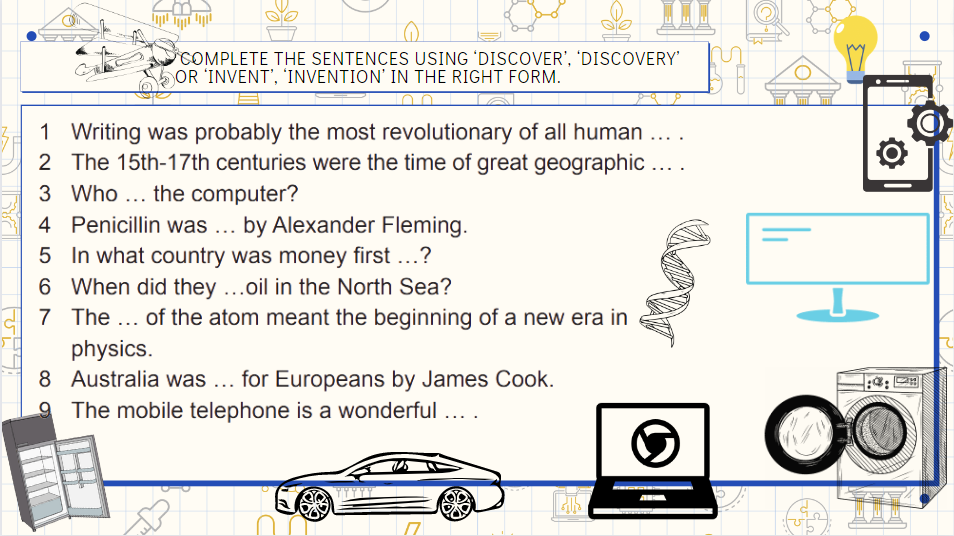 COMPLETE THE SENTENCES USING 'DISCOVER', 'DISCOVERY'
OR 'INVENT', 'INVENTION' IN THE RIGHT FORM.
1 Writing was probably the most revolutionary of all human … .
2 The 15th-17th centuries were the time of great geographic … .
3 Who … the computer?
4 Penicillin was … by Alexander Fleming.
5 In what country was money first …?
6 When did they …oil in the North Sea?
7 The … of the atom meant the beginning of a new era in
physics.
8 Australia was … for Europeans by James Cook.
9 The mobile telephone is a wonderful … .